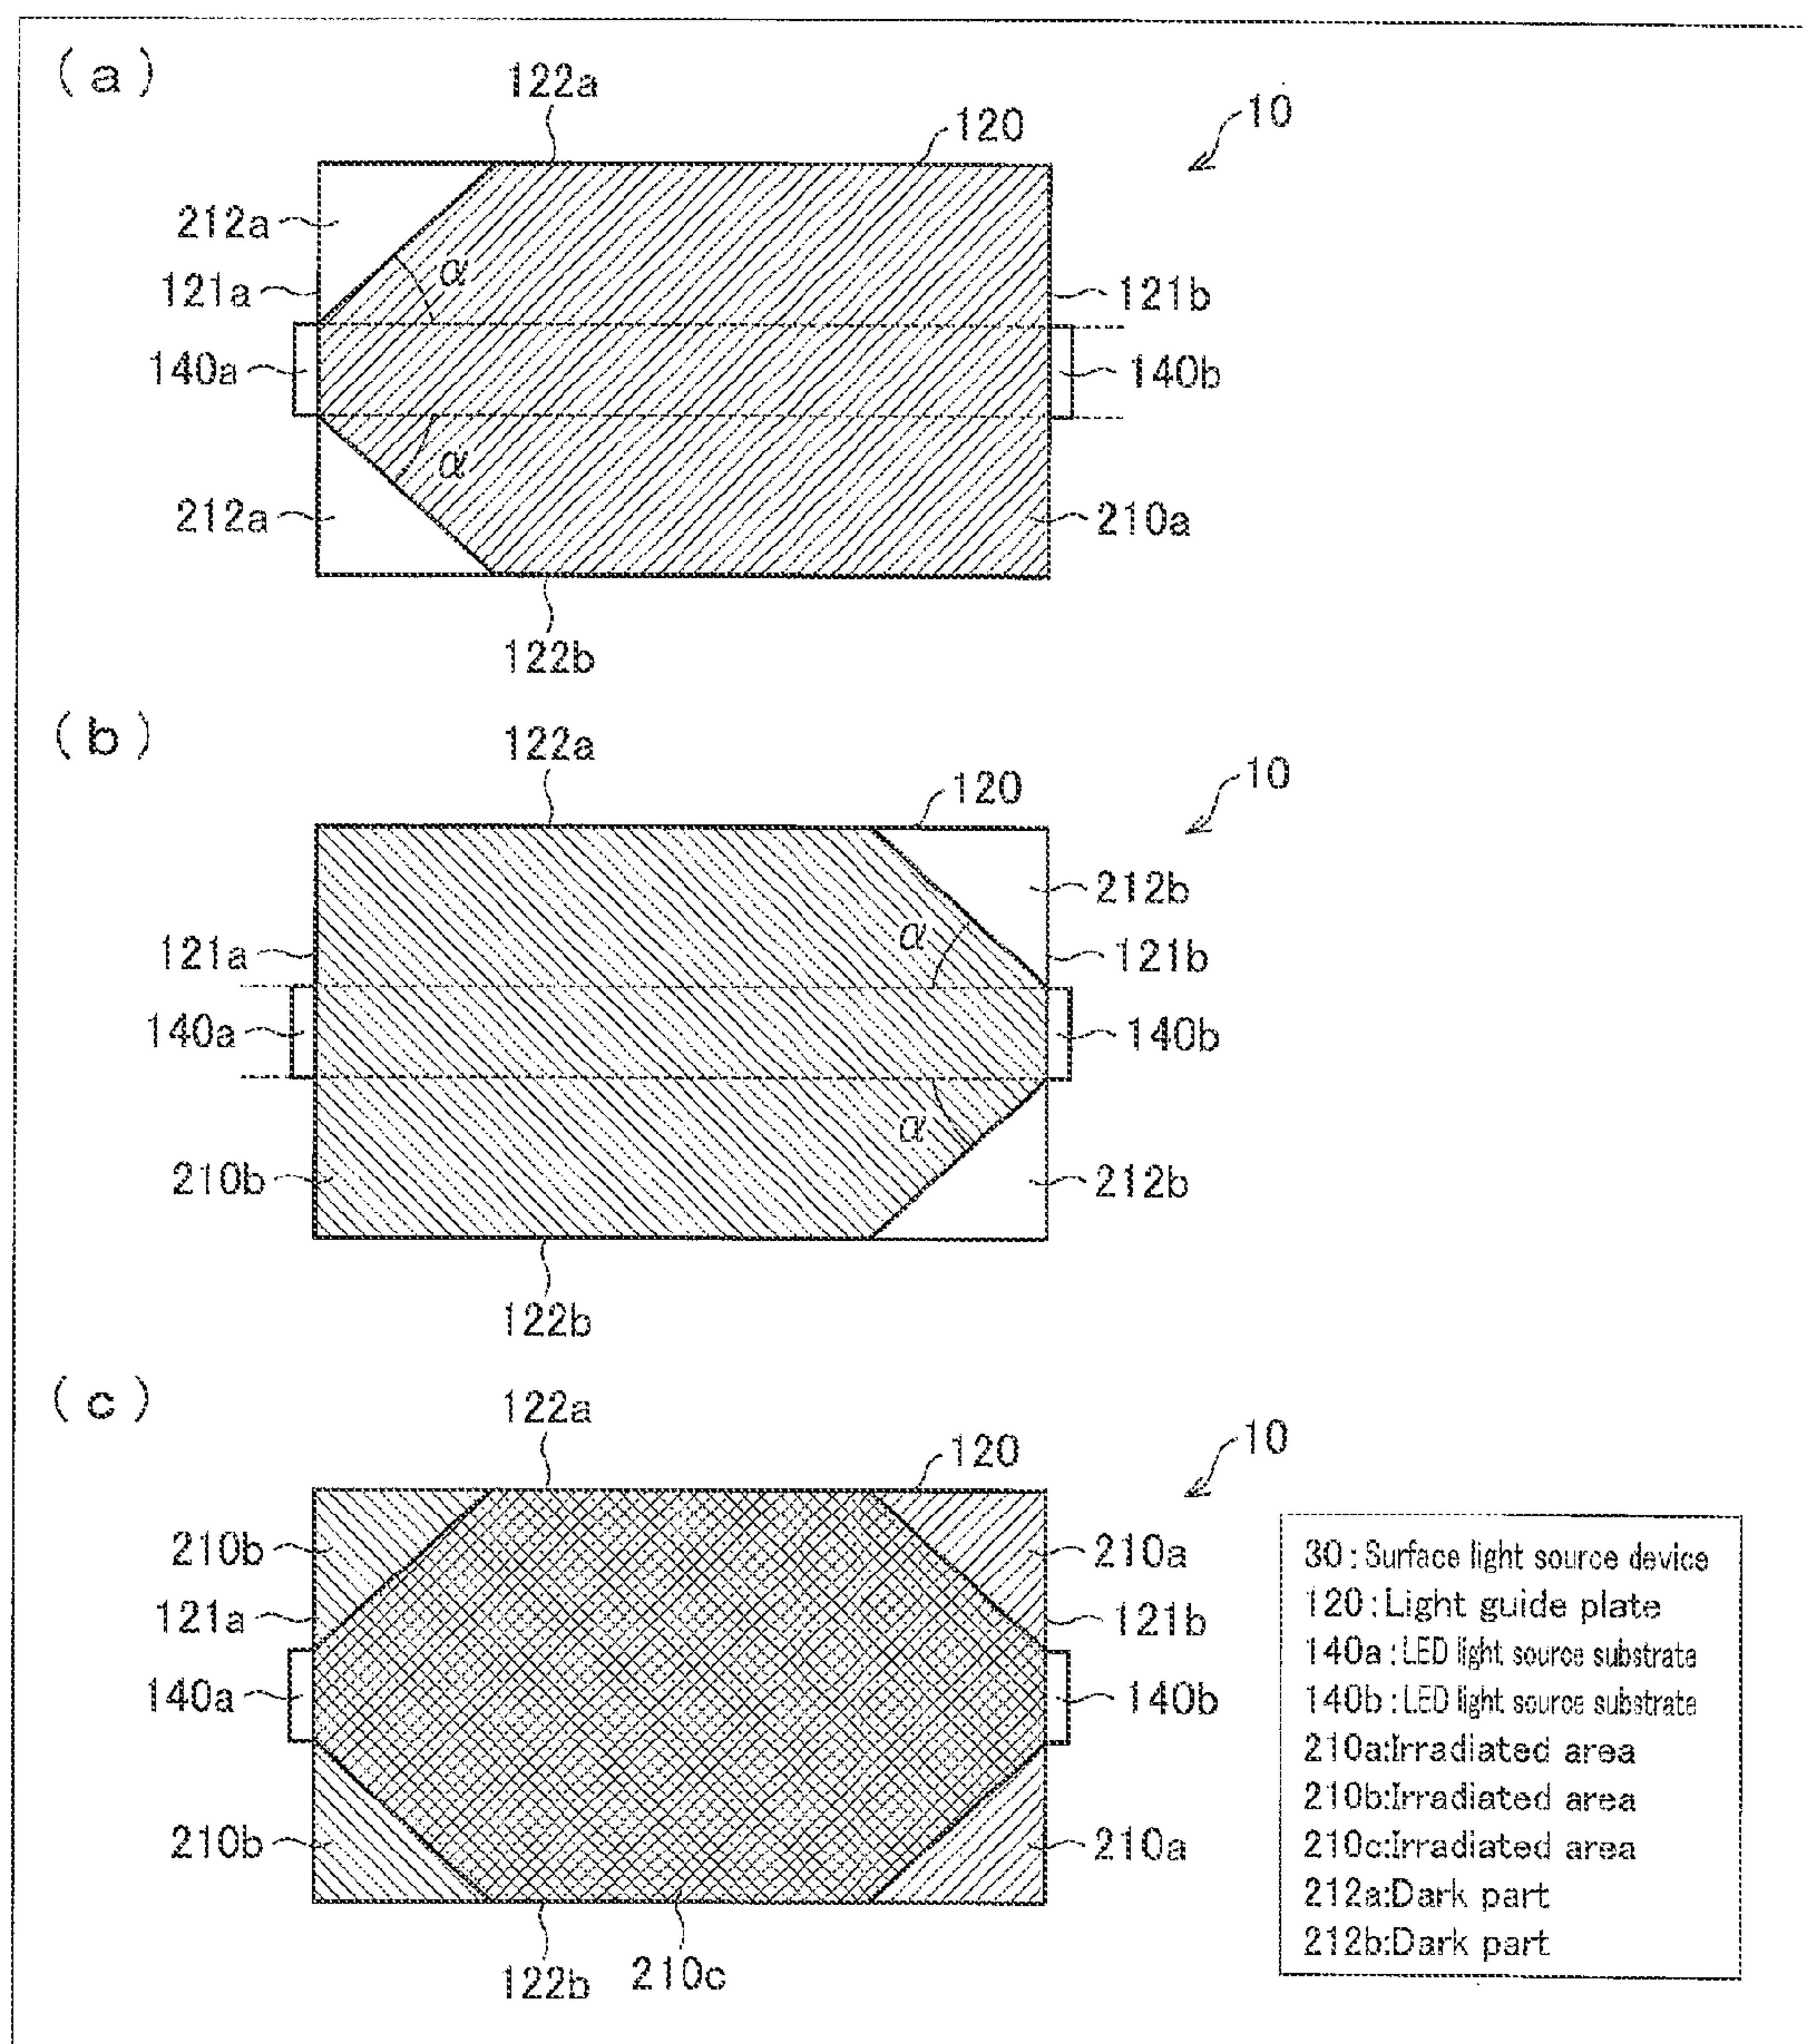 (a)
122a
120
10
212a
α
121a
121b
140a
140b
α
212a
210a
122b
(b)
122a
120
10
212b
α
121a
121b
140a
140b
α
210b
212b
122b
(c)
122a
120
10
210b
210a
121a
121b
140a
140b
210b
210a
122b
210c
30 : Surface light source device
120 : Light guide plate
140a : LED light source substrate
140b : LED light source substrate
210a:Irradiated area
210b:Irradiated area
210c:Irradiated area
212a:Dark part
212b:Dark part